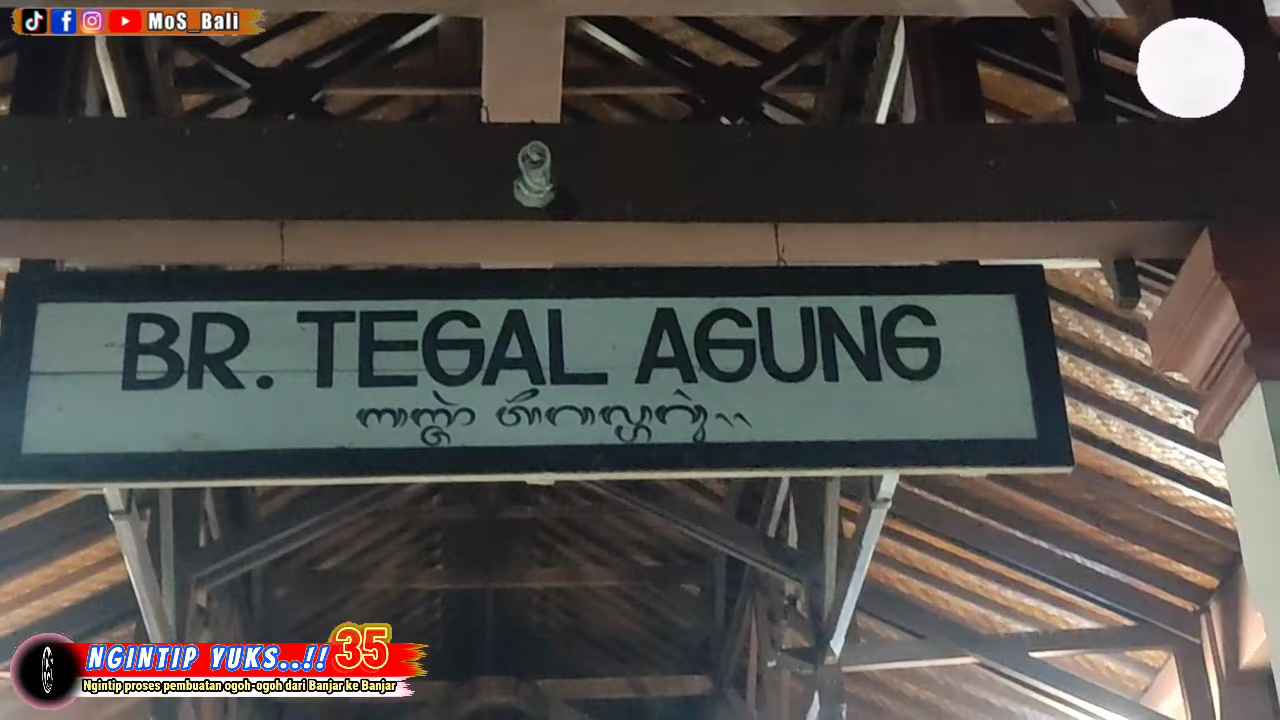 MoS_Bali
BR. TEGAL AGUNG
NGINTIP YUKS..!! 35
Ngintip proses pembuatan ogoh-ogoh dari Banjar ke Banjar